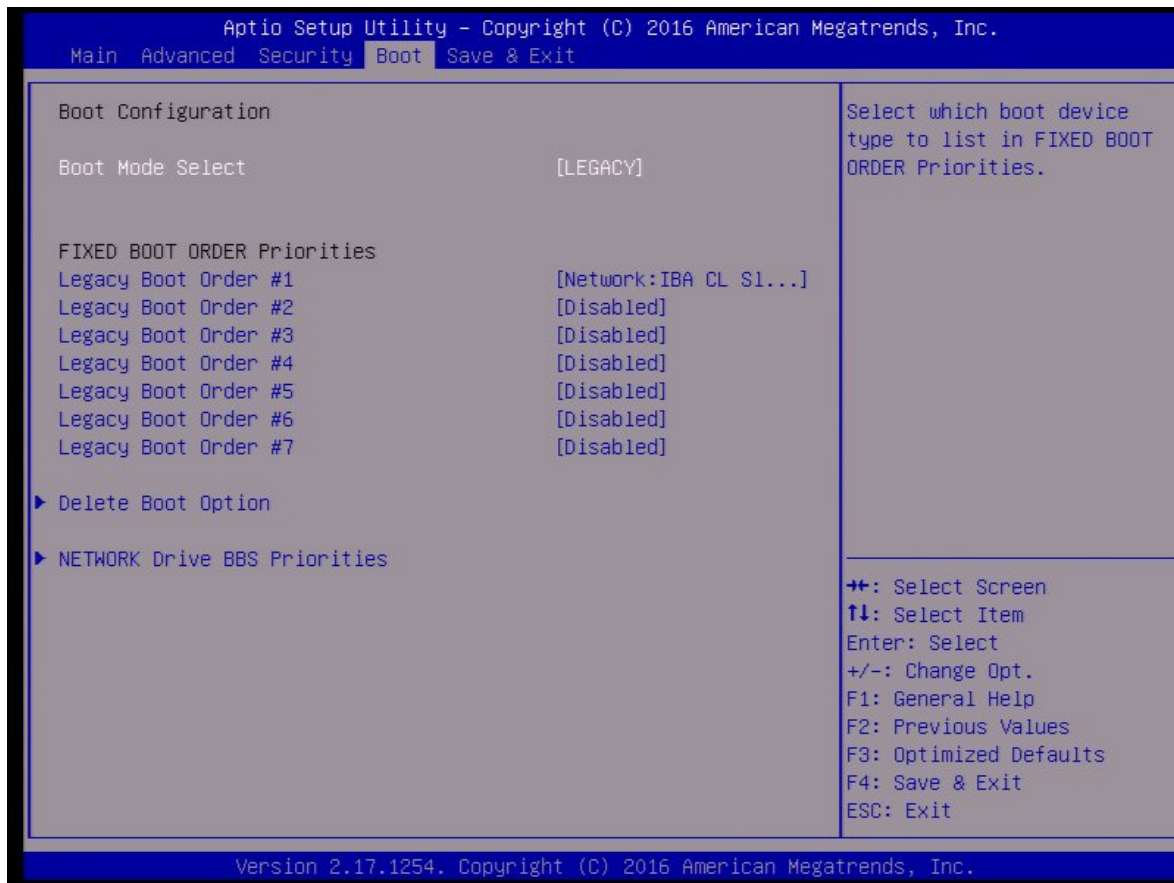 Aptio Setup Utility – Copyright (C) 2016 American Megatrends, Inc.
Main Advanced Security Boot Save & Exit
Boot Configuration
Boot Mode Select [LEGACY]
FIXED BOOT ORDER Priorities
Legacy Boot Order #1 [Network:IBA CL Sl...]
Legacy Boot Order #2 [Disabled]
Legacy Boot Order #3 [Disabled]
Legacy Boot Order #4 [Disabled]
Legacy Boot Order #5 [Disabled]
Legacy Boot Order #6 [Disabled]
Legacy Boot Order #7 [Disabled]
▶ Delete Boot Option
▶ NETWORK Drive BBS Priorities
Select which boot device
type to list in FIXED BOOT
ORDER Priorities.
→←: Select Screen
↑↓: Select Item
Enter: Select
+/-: Change Opt.
F1: General Help
F2: Previous Values
F3: Optimized Defaults
F4: Save & Exit
ESC: Exit
Version 2.17.1254. Copyright (C) 2016 American Megatrends, Inc.